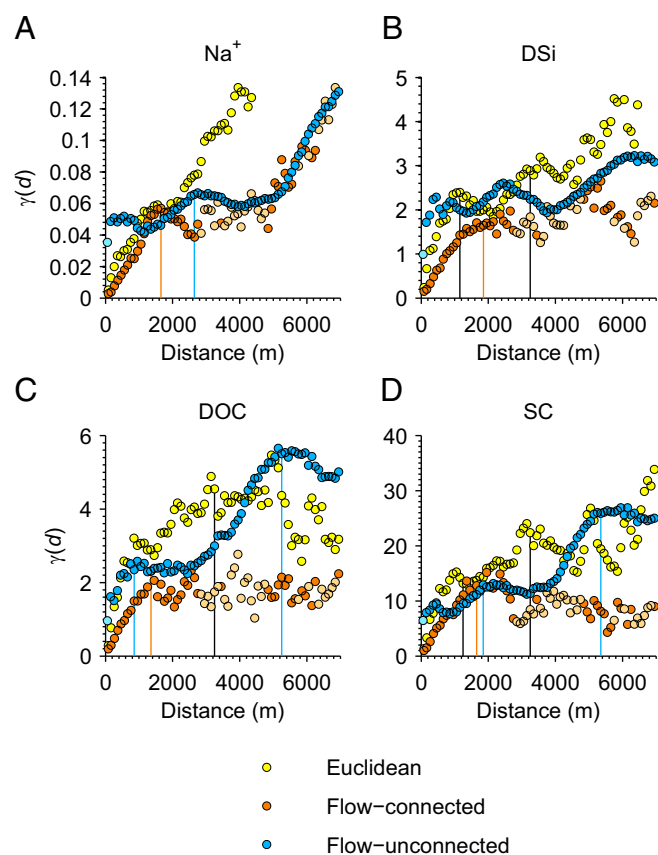 A
Na+
γ(d)
0.14
0.12
0.1
0.08
0.06
0.04
0.02
0
0 2000 4000 6000
Distance (m)
B
DSi
5
4
3
2
1
0
0 2000 4000 6000
Distance (m)
C
DOC
γ(d)
6
4
2
0
0 2000 4000 6000
Distance (m)
D
SC
40
30
20
10
0
0 2000 4000 6000
Distance (m)
Euclidean
Flow−connected
Flow−unconnected